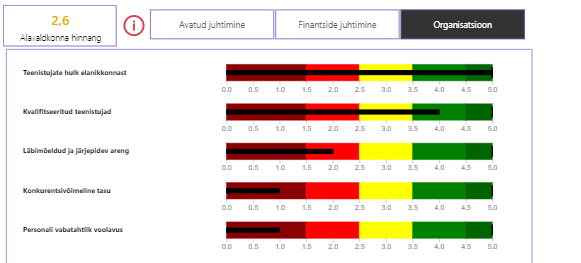 2,6
Alavaldkonna hinnang
Avatud juhtimine
Finantside juhtimine
Organisatsioon
Teenistujate hulk elanikkonnast
0.0 0.5 1.0 1.5 2.0 2.5 3.0 3.5 4.0 4.5 5.0
Kvalifitseeritud teenistujad
0.0 0.5 1.0 1.5 2.0 2.5 3.0 3.5 4.0 4.5 5.0
Läbimõeldud ja järjepidev areng
0.0 0.5 1.0 1.5 2.0 2.5 3.0 3.5 4.0 4.5 5.0
Konkurentsivõimeline tasu
0.0 0.5 1.0 1.5 2.0 2.5 3.0 3.5 4.0 4.5 5.0
Personali vabatahtlik voolavus
0.0 0.5 1.0 1.5 2.0 2.5 3.0 3.5 4.0 4.5 5.0